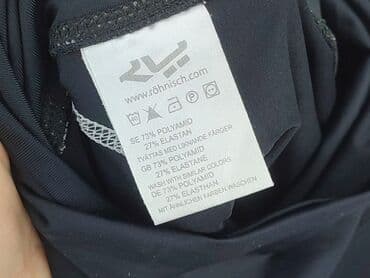 www.röhnisch.com
SE 73% POLYAMID
27% ELASTAN
TVÄTTAS MED LIKNANDE FÄRGER
GB 73% POLYAMIDE
27% ELASTANE
WASH WITH SIMILAR COLORS
DE 73% POLYAMID
27% ELASTHAN
MIT ÄHNLICHEN FARBEN WASCHEN